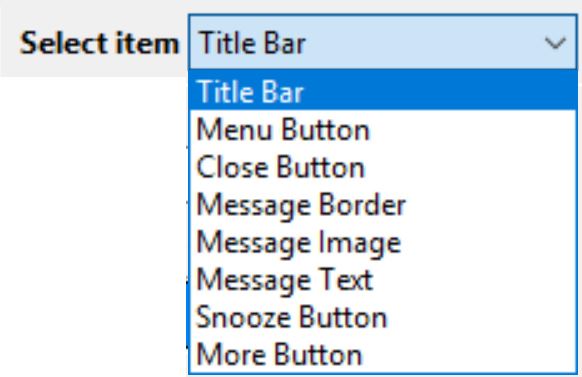 Select item Title Bar
Title Bar
Menu Button
Close Button
Message Border
Message Image
Message Text
Snooze Button
More Button